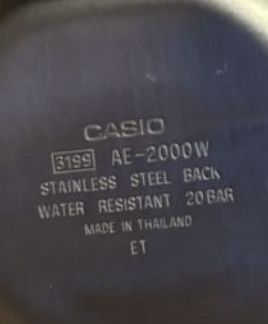 CASIO
3199 AE-2000W
STAINLESS STEEL BACK
WATER RESISTANT 20BAR
MADE IN THAILAND
ET